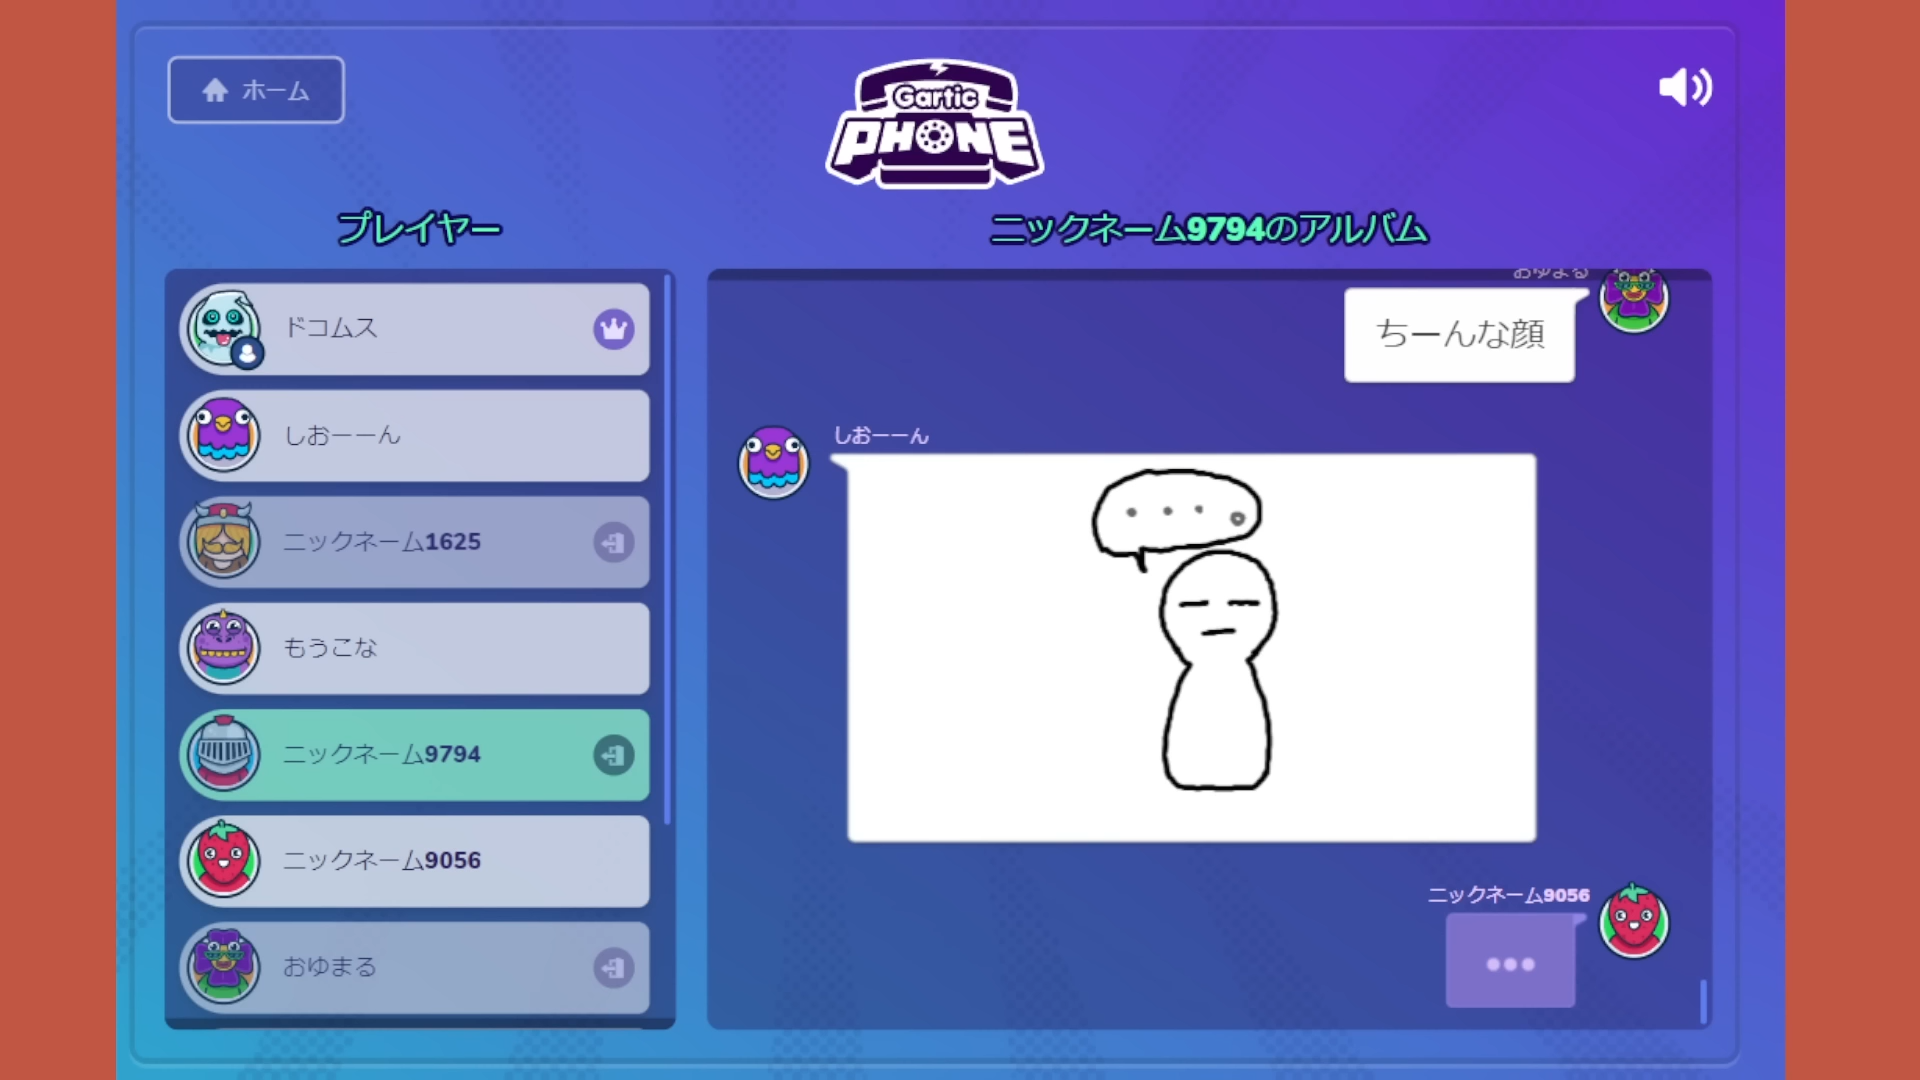 ホーム
Gartic
PHONE
プレイヤー
ニックネーム9794のアルバム
ドコムス
しおーーん
ニックネーム1625
もうこな
ニックネーム9794
ニックネーム9056
おゆまる
おゆまる
ちーんな顔
しおーーん
ニックネーム9056